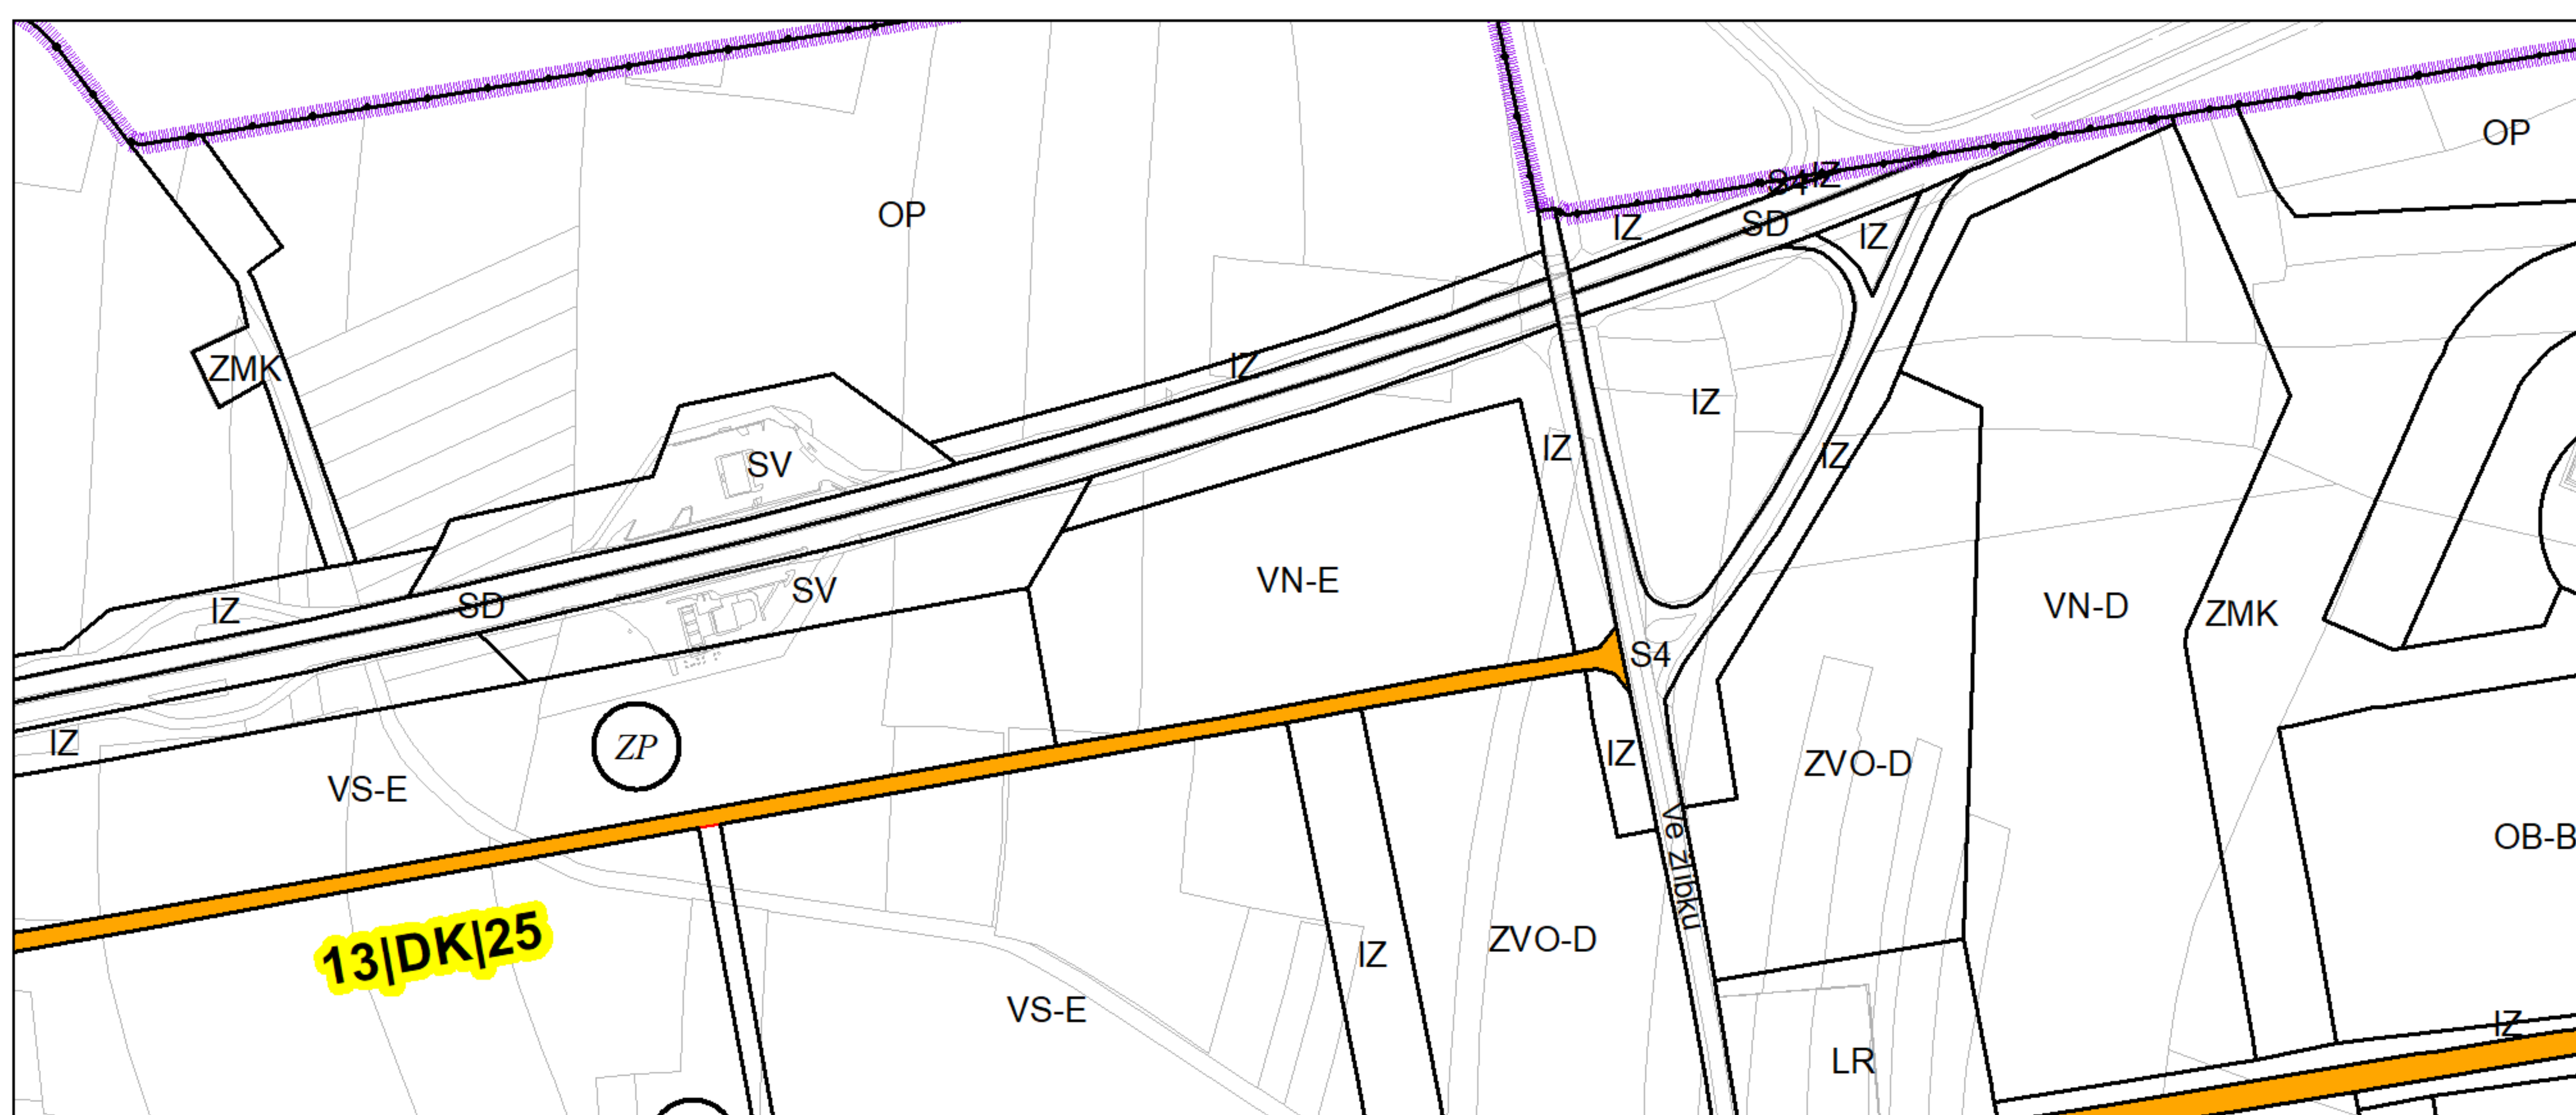 OP
OP
S4
IZ
IZ
SD
IZ
ZMK
IZ
IZ
IZ
IZ
SV
VN-E
SV
SD
IZ
VN-D
ZMK
S4
IZ
ZP
IZ
ZVO-D
VS-E
Ve žlíbku
OB-B
13|DK|25
ZVO-D
IZ
VS-E
IZ
LR